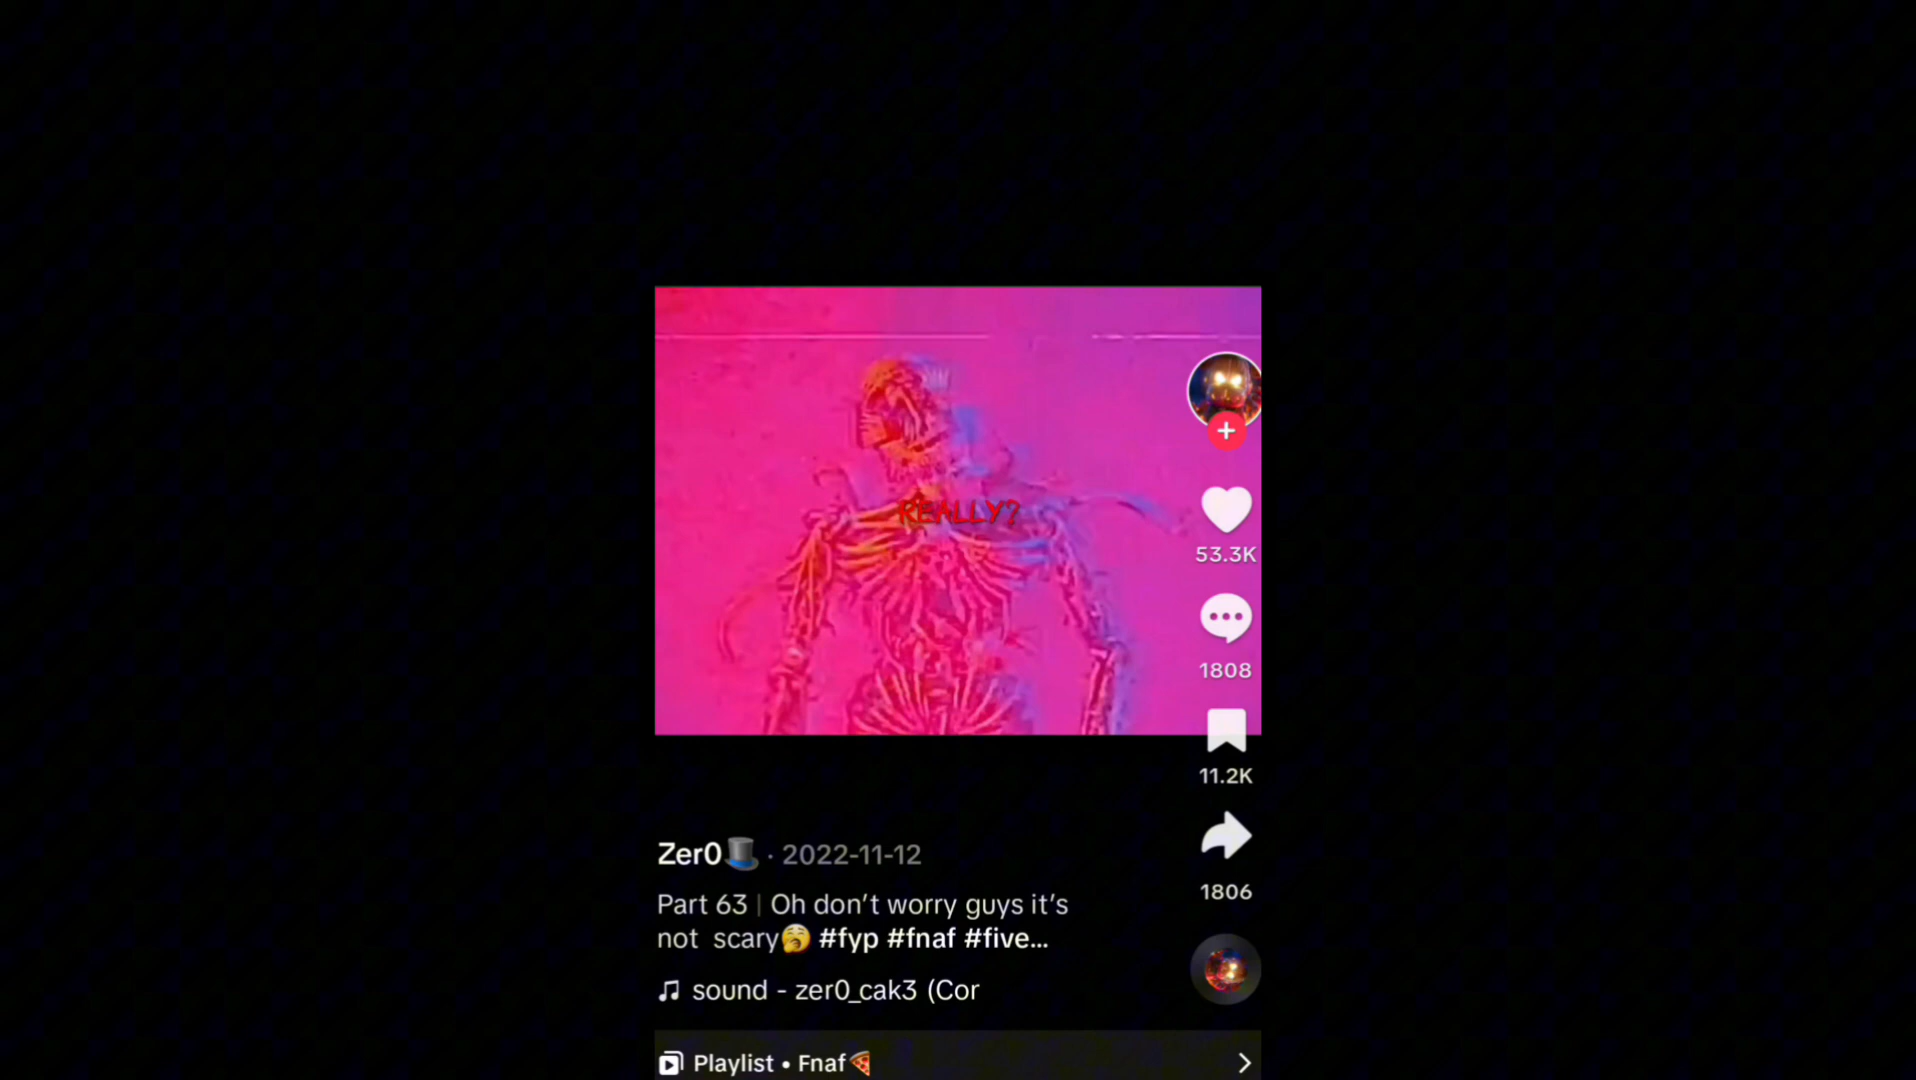 REALLY?
53.3K
1808
11.2K
1806
Zer0🎩 · 2022-11-12
Part 63 | Oh don't worry guys it's
not scary🥱 #fyp #fnaf #five...
sound - zer0_cak3 (Cor
Playlist • Fnaf🍕